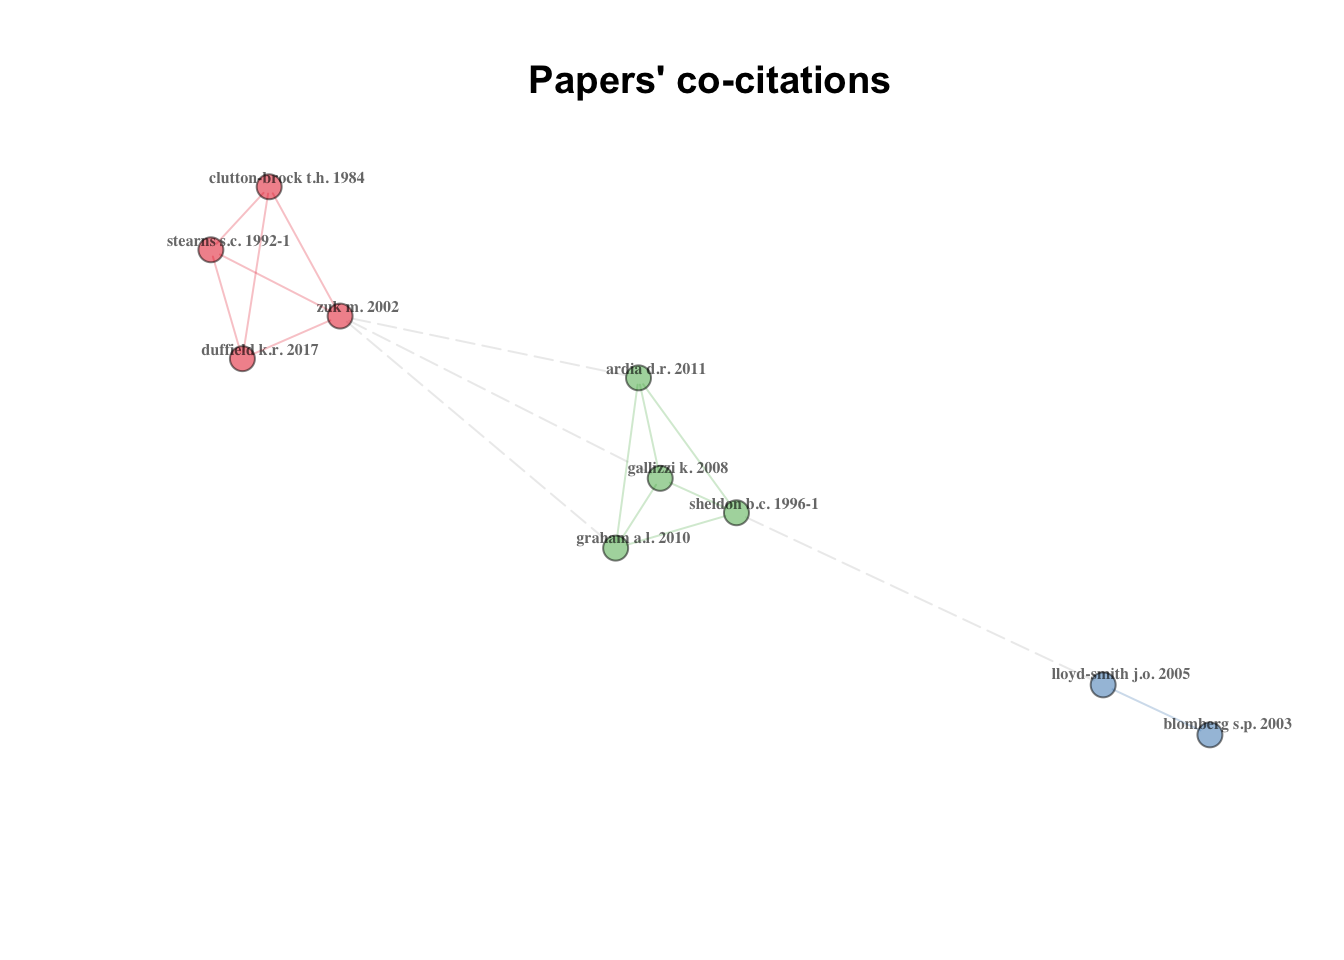 Papers' co-citations
clutton-brock t.h. 1984
stearns s.c. 1992-1
zuk m. 2002
duffield k.r. 2017
ardia d.r. 2011
gallizzi k. 2008
sheldon b.c. 1996-1
graham a.l. 2010
lloyd-smith j.o. 2005
blomberg s.p. 2003